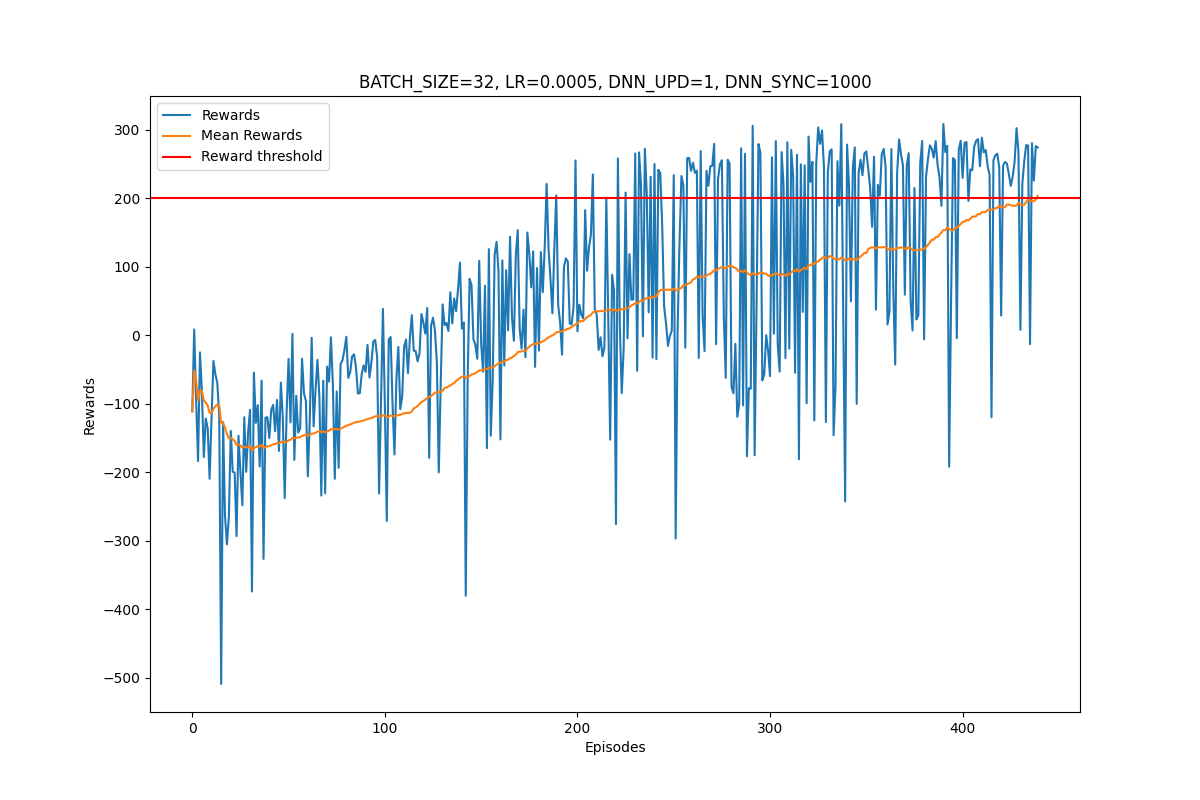 BATCH_SIZE=32, LR=0.0005, DNN_UPD=1, DNN_SYNC=1000
Rewards
Mean Rewards
Reward threshold
300
200
100
0
−100
−200
−300
−400
−500
Rewards
0 100 200 300 400
Episodes